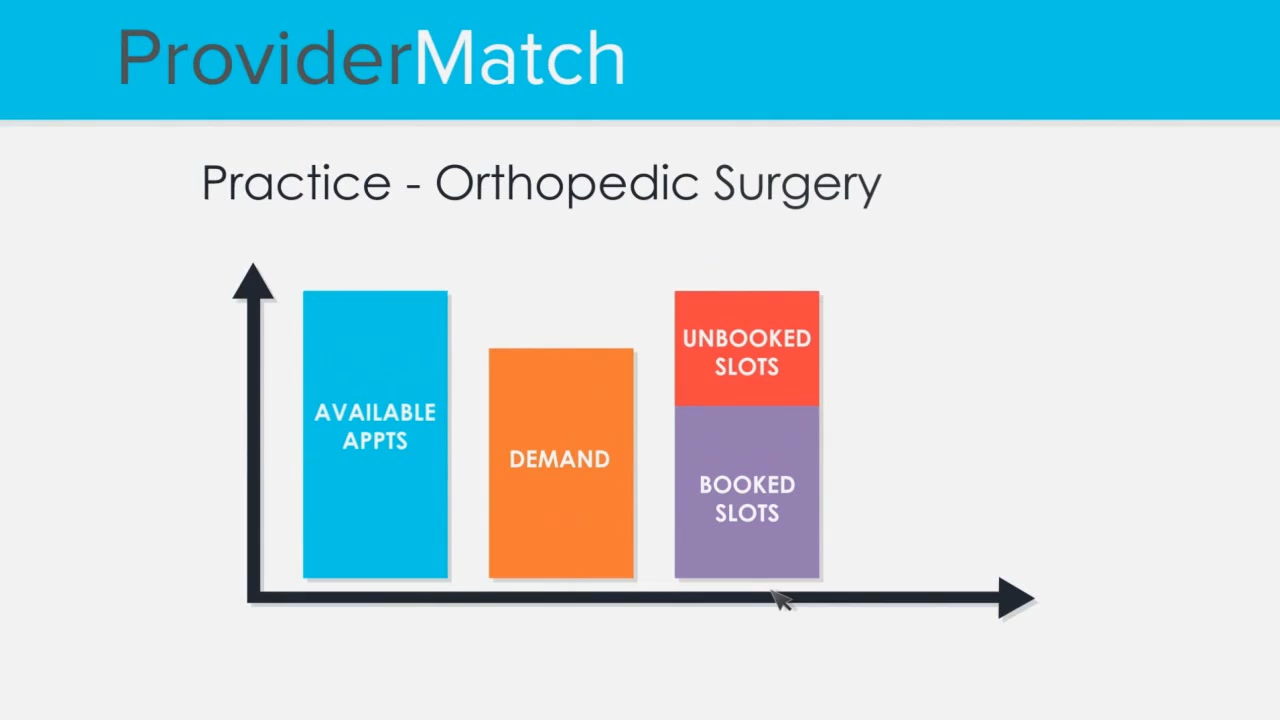 ProviderMatch
Practice - Orthopedic Surgery
AVAILABLE
APPTS
DEMAND
UNBOOKED
SLOTS
BOOKED
SLOTS